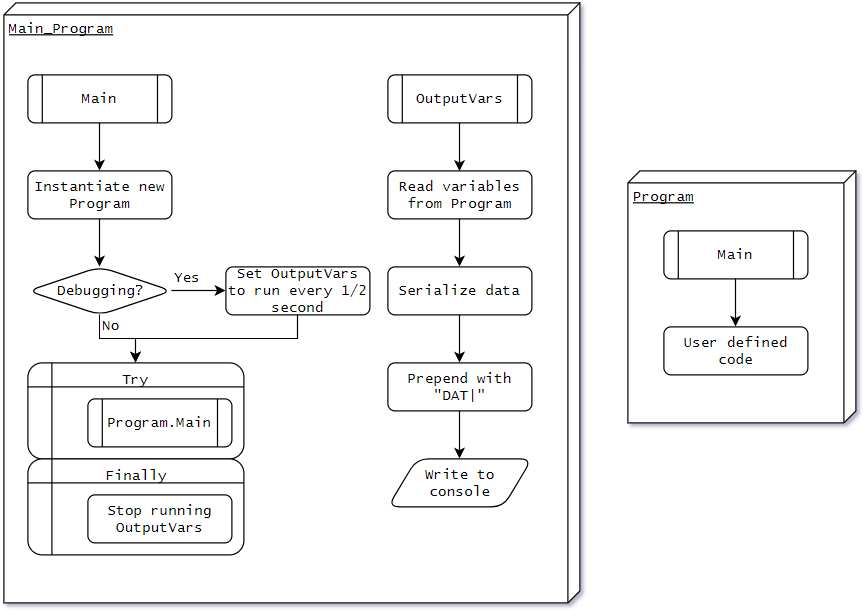 Main_Program
Main
Instantiate new
Program
Debugging?
Yes
Set OutputVars
to run every 1/2
second
No
Try
Program.Main
Finally
Stop running
OutputVars
OutputVars
Read variables
from Program
Serialize data
Prepend with
"DAT|"
Write to
console
Program
Main
User defined
code